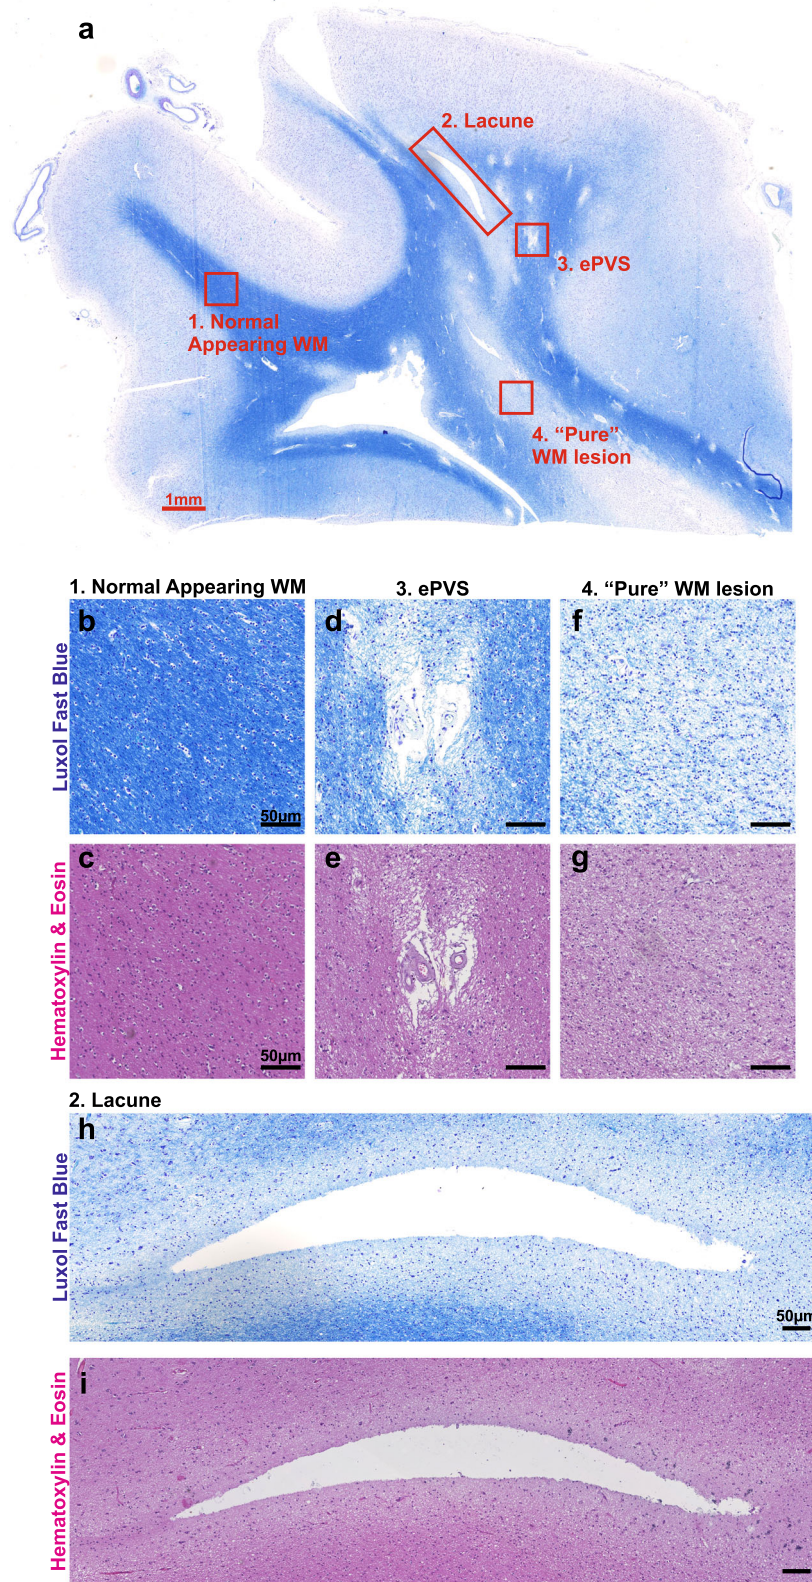 a
2. Lacune
3. ePVS
1. Normal
Appearing WM
4. “Pure”
WM lesion
1mm
1. Normal Appearing WM
3. ePVS
4. “Pure” WM lesion
Luxol Fast Blue
b
50µm
d
f
Hematoxylin & Eosin
c
50µm
e
g
2. Lacune
Luxol Fast Blue
h
50µm
Hematoxylin & Eosin
i